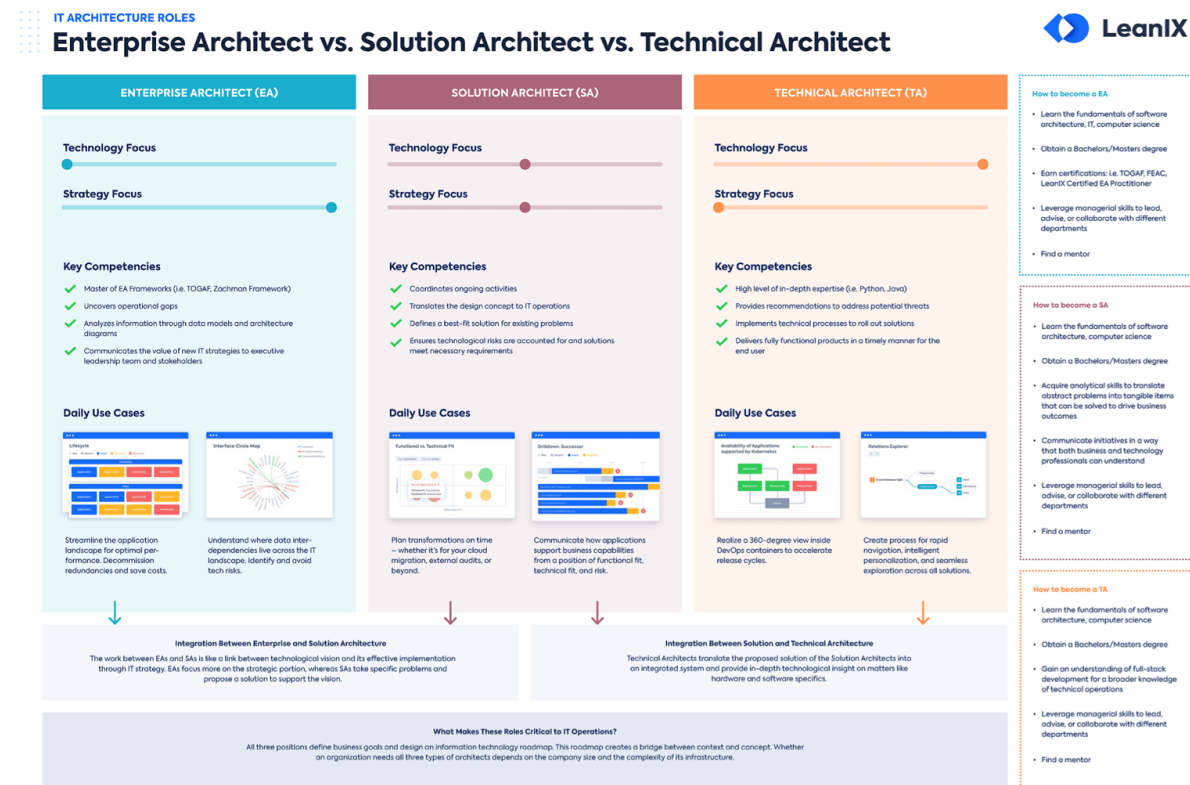 IT ARCHITECTURE ROLES
Enterprise Architect vs. Solution Architect vs. Technical Architect
LeanIX
ENTERPRISE ARCHITECT (EA)
Technology Focus
Strategy Focus
Key Competencies
Master of EA Frameworks (i.e. TOGAF, Zachman Framework)
Uncovers operational gaps
Analyzes information through data models and architecture
diagrams
Communicates the value of new IT strategies to executive
leadership team and stakeholders
Daily Use Cases
Lifecycle
Interface Circle Map
Streamline the application
landscape for optimal per-
formance. Decommission
redundancies and save costs.
Understand where data inter-
dependencies live across the IT
landscape. Identify and avoid
tech risks.
SOLUTION ARCHITECT (SA)
Technology Focus
Strategy Focus
Key Competencies
Coordinates ongoing activities
Translates the design concept to IT operations
Defines a best-fit solution for existing problems
Ensures technological risks are accounted for and solutions
meet necessary requirements
Daily Use Cases
Functional vs. Technical Fit
Drilldown: Successor
Plan transformations on time
– whether it's for your cloud
migration, external audits, or
beyond.
Communicate how applications
support business capabilities
from a position of functional fit,
technical fit, and risk.
TECHNICAL ARCHITECT (TA)
Technology Focus
Strategy Focus
Key Competencies
High level of in-depth expertise (i.e. Python, Java)
Provides recommendations to address potential threats
Implements technical processes to roll out solutions
Delivers fully functional products in a timely manner for the
end user
Daily Use Cases
Availability of Applications
supported by Kubernetes
Relations Explorer
Realize a 360-degree view inside
DevOps containers to accelerate
release cycles.
Create process for rapid
navigation, intelligent
personalization, and seamless
exploration across all solutions.
Integration Between Enterprise and Solution Architecture
The work between EAs and SAs is like a link between technological vision and its effective implementation
through IT strategy. EAs focus more on the strategic portion, whereas SAs take specific problems and
propose a solution to support the vision.
Integration Between Solution and Technical Architecture
Technical Architects translate the proposed solution of the Solution Architects into
an integrated system and provide in-depth technological insight on matters like
hardware and software specifics.
What Makes These Roles Critical to IT Operations?
All three positions define business goals and design an information technology roadmap. This roadmap creates a bridge between context and concept. Whether
an organization needs all three types of architects depends on the company size and the complexity of its infrastructure.
How to become a EA
• Learn the fundamentals of software
architecture, IT, computer science
• Obtain a Bachelors/Masters degree
• Earn certifications: i.e. TOGAF, FEAC,
LeanIX Certified EA Practitioner
• Leverage managerial skills to lead,
advise, or collaborate with different
departments
• Find a mentor
How to become a SA
• Learn the fundamentals of software
architecture, computer science
• Obtain a Bachelors/Masters degree
• Acquire analytical skills to translate
abstract problems into tangible items
that can be solved to drive business
outcomes
• Communicate initiatives in a way
that both business and technology
professionals can understand
• Leverage managerial skills to lead,
advise, or collaborate with different
departments
• Find a mentor
How to become a TA
• Learn the fundamentals of software
architecture, computer science
• Obtain a Bachelors/Masters degree
• Gain an understanding of full-stack
development for a broader knowledge
of technical operations
• Leverage managerial skills to lead,
advise, or collaborate with different
departments
• Find a mentor